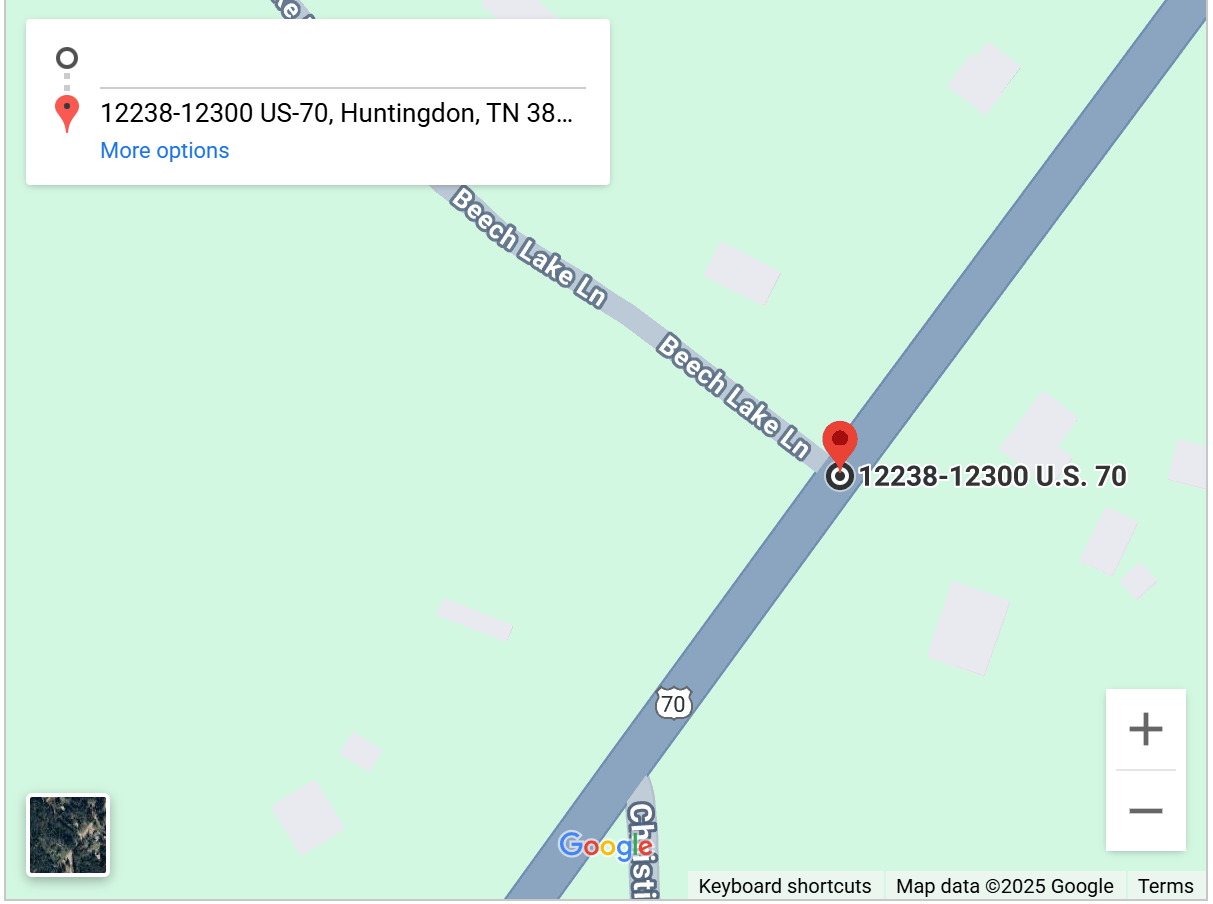 12238-12300 US-70, Huntingdon, TN 38...
More options
Beech Lake Ln
Beech Lake Ln
12238-12300 U.S. 70
70
Christi
Google
Keyboard shortcuts
Map data ©2025 Google
Terms